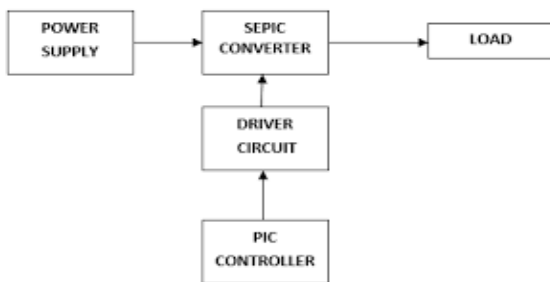 POWER
SUPPLY
SEPIC
CONVERTER
LOAD
DRIVER
CIRCUIT
PIC
CONTROLLER